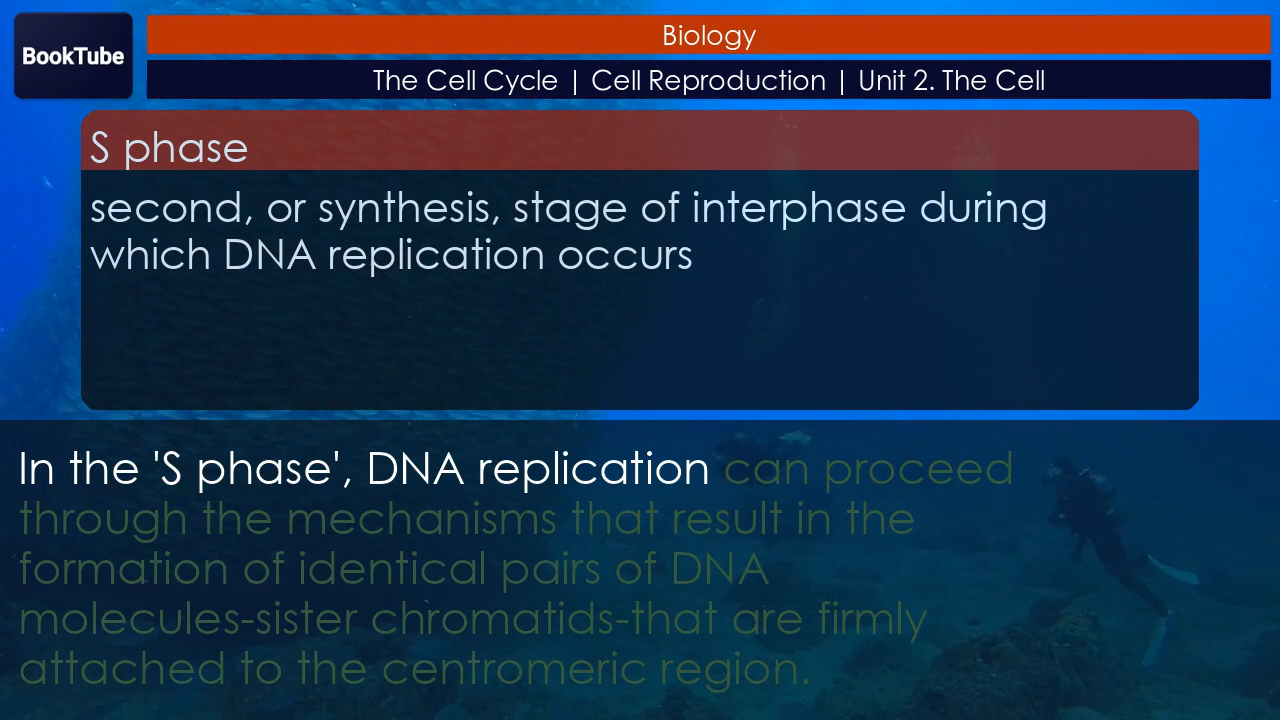 BookTube
Biology
The Cell Cycle | Cell Reproduction | Unit 2. The Cell
S phase
second, or synthesis, stage of interphase during
which DNA replication occurs
In the 'S phase', DNA replication can proceed
through the mechanisms that result in the
formation of identical pairs of DNA
molecules-sister chromatids-that are firmly
attached to the centromeric region.